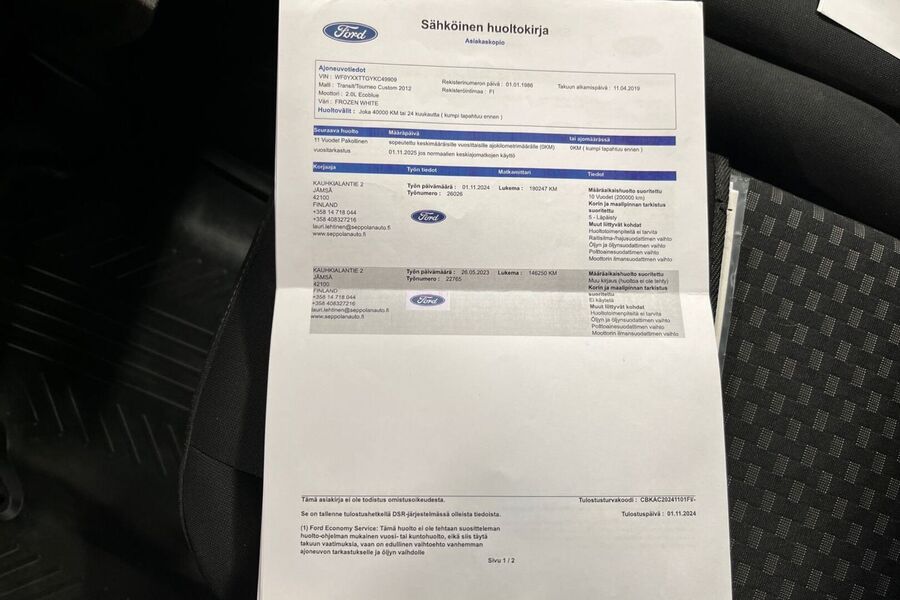 Ford
Sähköinen huoltokirja
Asiakaskopio
Ajoneuvotiedot
VIN : WF0YXXTTGYKC49909
Malli : Transit/Tourneo Custom 2012
Moottori : 2.0L Ecoblue
Väri : FROZEN WHITE
Rekisterinumeron päivä : 01.01.1986
Rekisteröintimaa : FI
Takuun alkamispäivä : 11.04.2019
Huoltovälit : Joka 40000 KM tai 24 kuukautta ( kumpi tapahtuu ennen )
Seuraava huolto Määräpäivä tai ajomäärässä
11 Vuodet Pakollinen vuositarkastus
sopeutettu keskimääräisille vuosittaisille ajokilometrimäärälle (0KM)
01.11.2025 jos normaalien keskiajomatkojen käyttö
0KM ( kumpi tapahtuu ennen )
Korjaaja Työn tiedot Matkamittari Tiedot
KAUHKIALANTIE 2
JÄMSÄ
42100
FINLAND
+358 14 718 044
+358 408327216
lauri.lehtinen@seppolanauto.fi
www.seppolanauto.fi
Työn päivämäärä : 01.11.2024 Lukema : 190247 KM
Työnumero : 26026
Ford
Määräaikaishuolto suoritettu
10 Vuodet (200000 km)
Korin ja maalipinnan tarkistus
suoritettu
S - Läpäisty
Muut liittyvät kohdat
Huoltotoimenpiteitä ei tarvita
Raitisilma-/hajusuodattimen vaihto
Öljyn ja öljynsuodattimen vaihto
Polttoainesuodattimen vaihto
Moottorin ilmansuodattimen vaihto
KAUHKIALANTIE 2
JÄMSÄ
42100
FINLAND
+358 14 718 044
+358 408327216
lauri.lehtinen@seppolanauto.fi
www.seppolanauto.fi
Työn päivämäärä : 26.05.2023 Lukema : 146250 KM
Työnumero : 22765
Ford
Määräaikaishuolto suoritettu
Muu kirjaus (huoltoa ei ole tehty)
Korin ja maalipinnan tarkistus
suoritettu
Ei käytetä
Muut liittyvät kohdat
Huoltotoimenpiteitä ei tarvita
Öljyn ja öljynsuodattimen vaihto
Polttoainesuodattimen vaihto
Moottorin ilmansuodattimen vaihto
Tämä asiakirja ei ole todistus omistusoikeudesta.
Tulostusturvakoodi : CBKAC20241101FI/-
Se on tallenne tulostushetkellä DSR-järjestelmässä olleista tiedoista.
Tulostuspäivä : 01.11.2024
(1) Ford Economy Service: Tämä huolto ei ole tehtaan suositteleman
huolto-ohjelman mukainen vuosi- tai kuntohuolto, eikä siis täytä
takuun vaatimuksia, vaan on edullinen vaihtoehto vanhemman
ajoneuvon tarkastukselle ja öljyn vaihdolle
Sivu 1 / 2